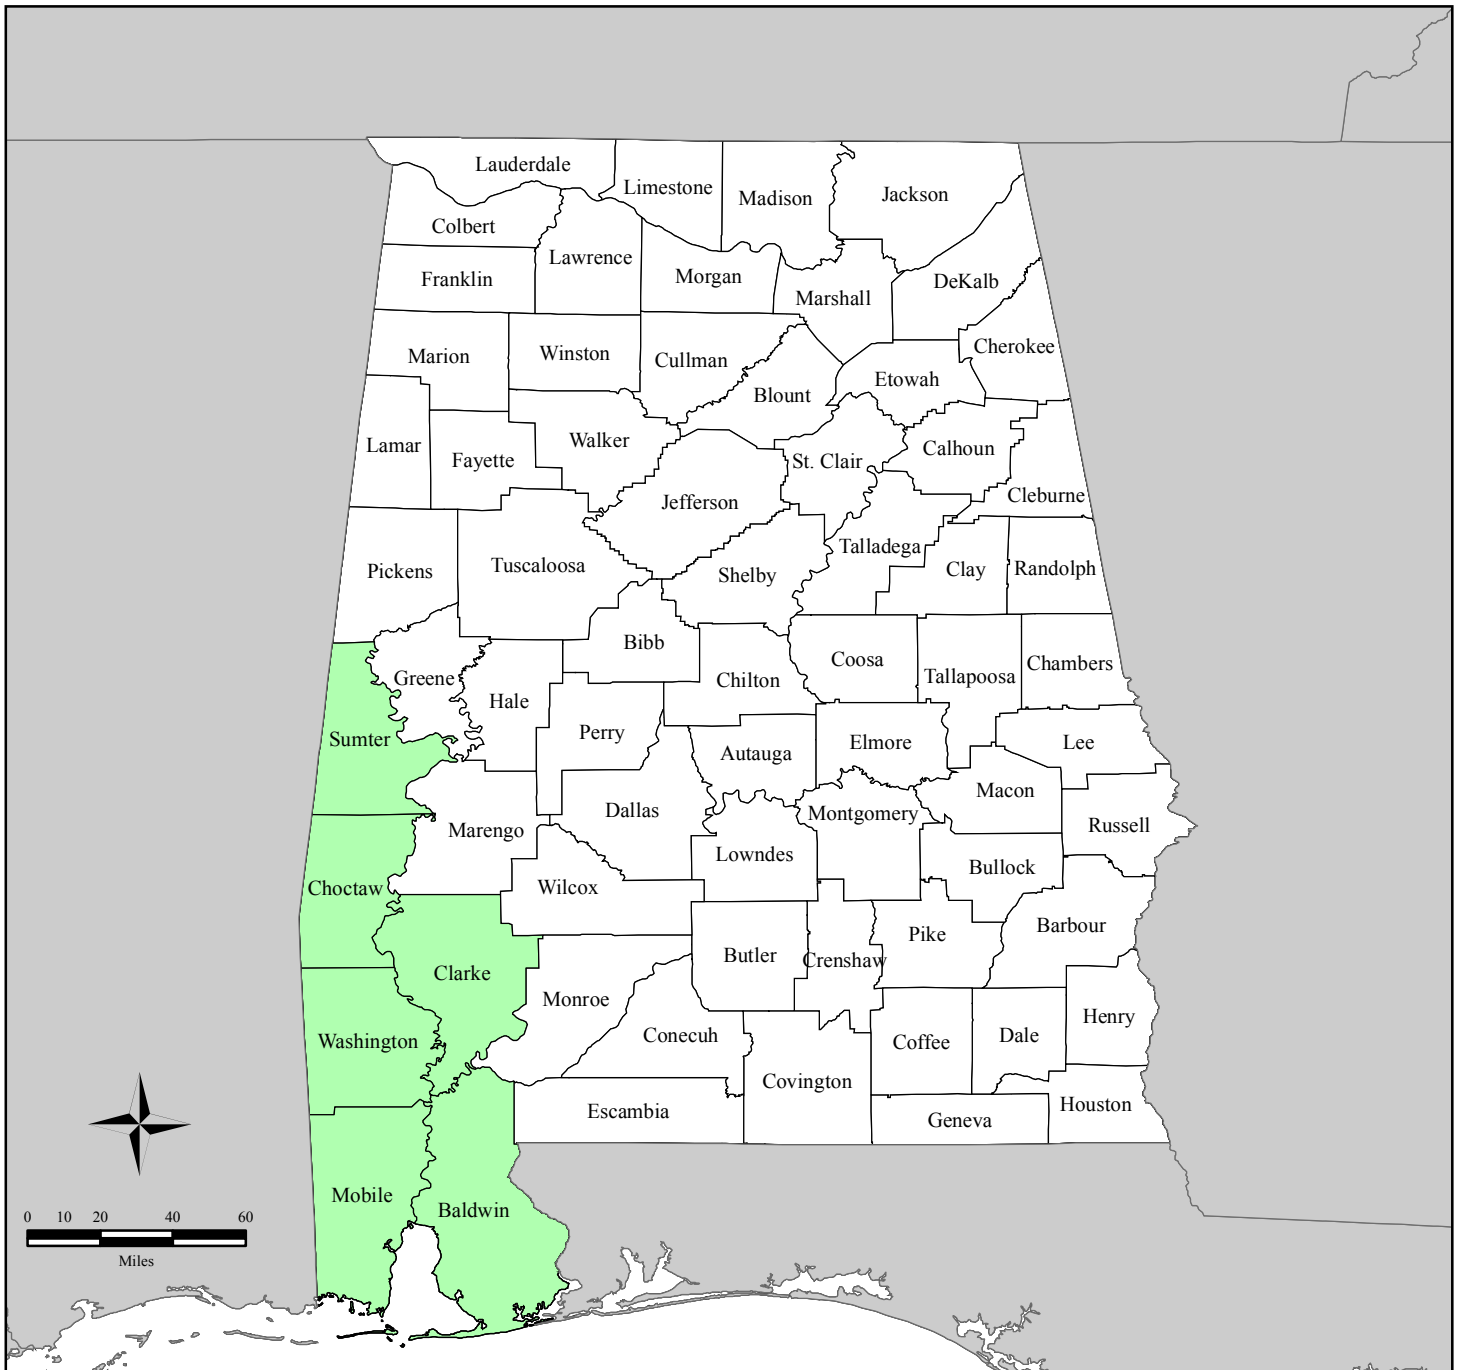 Lauderdale
Limestone
Madison
Jackson
Colbert
Lawrence
Franklin
Morgan
DeKalb
Marshall
Cherokee
Marion
Winston
Cullman
Etowah
Blount
Lamar
Walker
Fayette
St. Clair
Calhoun
Jefferson
Cleburne
Talladega
Pickens
Tuscaloosa
Shelby
Clay
Randolph
Bibb
Greene
Hale
Chilton
Coosa
Tallapoosa
Chambers
Sumter
Perry
Autauga
Elmore
Lee
Macon
Marengo
Dallas
Montgomery
Russell
Choctaw
Wilcox
Lowndes
Bullock
Clarke
Butler
Crenshaw
Pike
Barbour
Monroe
Washington
Conecuh
Coffee
Dale
Henry
Covington
Escambia
Geneva
Houston
Mobile
Baldwin
0 10 20 40 60
Miles